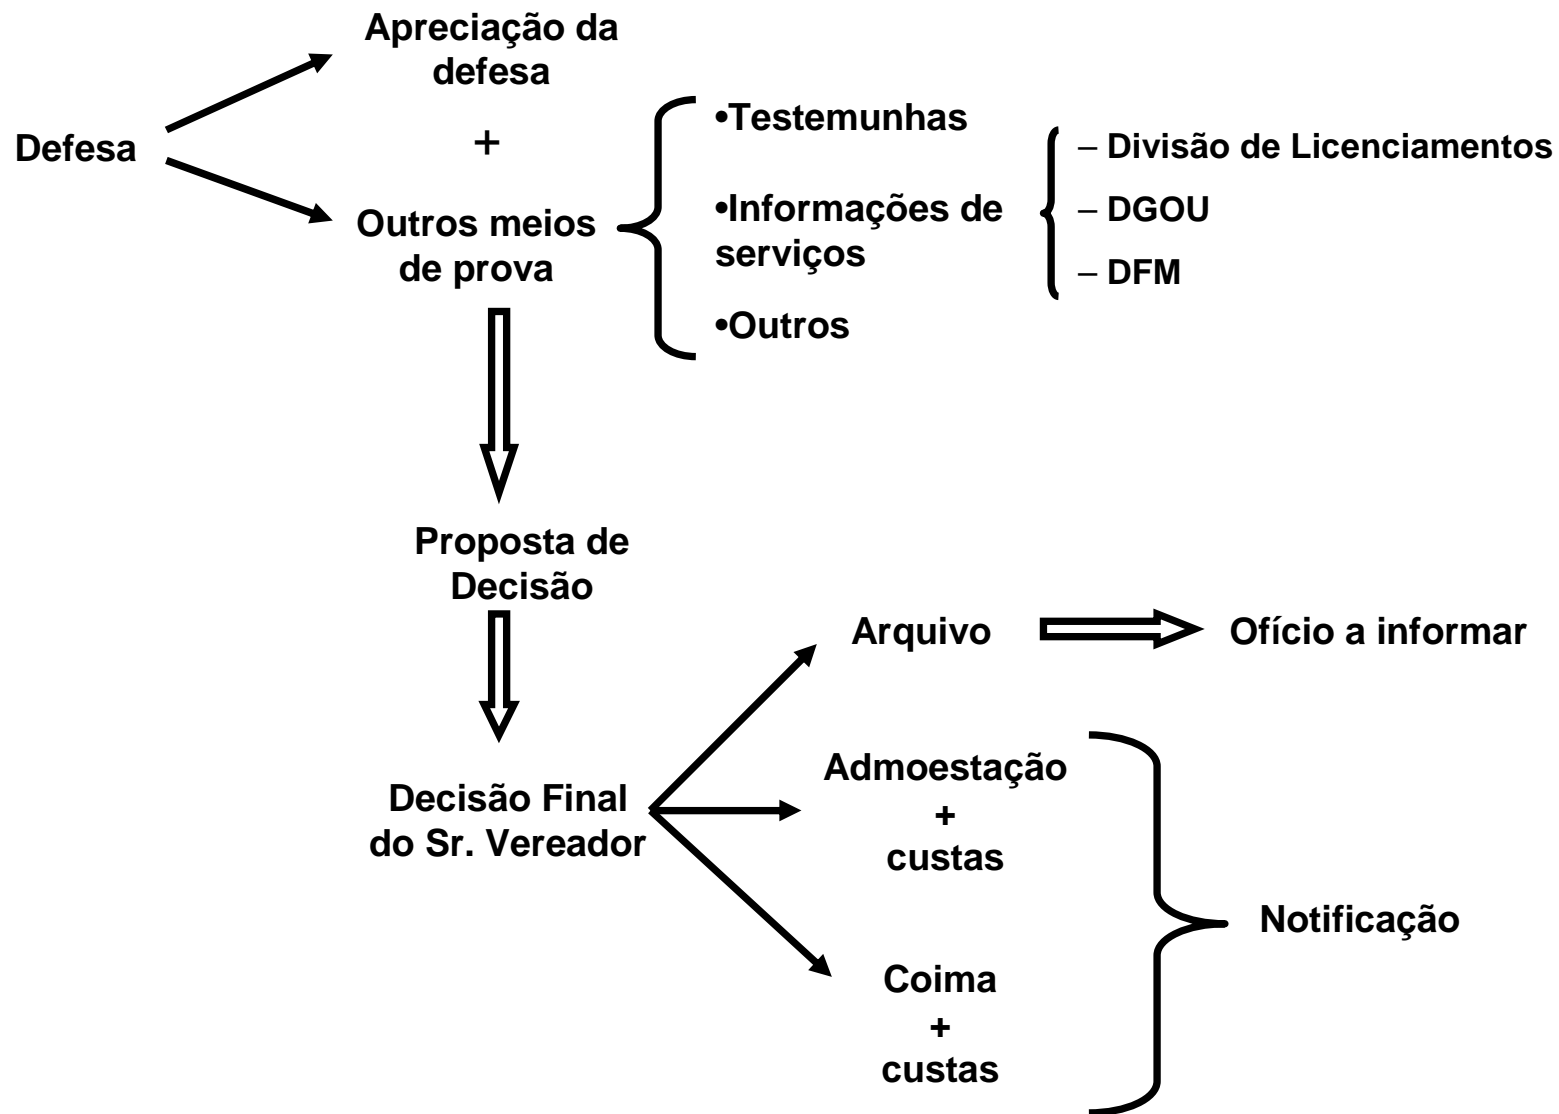 Defesa
Apreciação da
defesa
+
Outros meios
de prova
•Testemunhas
•Informações de
serviços
•Outros
– Divisão de Licenciamentos
– DGOU
– DFM
Proposta de
Decisão
Decisão Final
do Sr. Vereador
Arquivo
Ofício a informar
Admoestação
+
custas
Coima
+
custas
Notificação